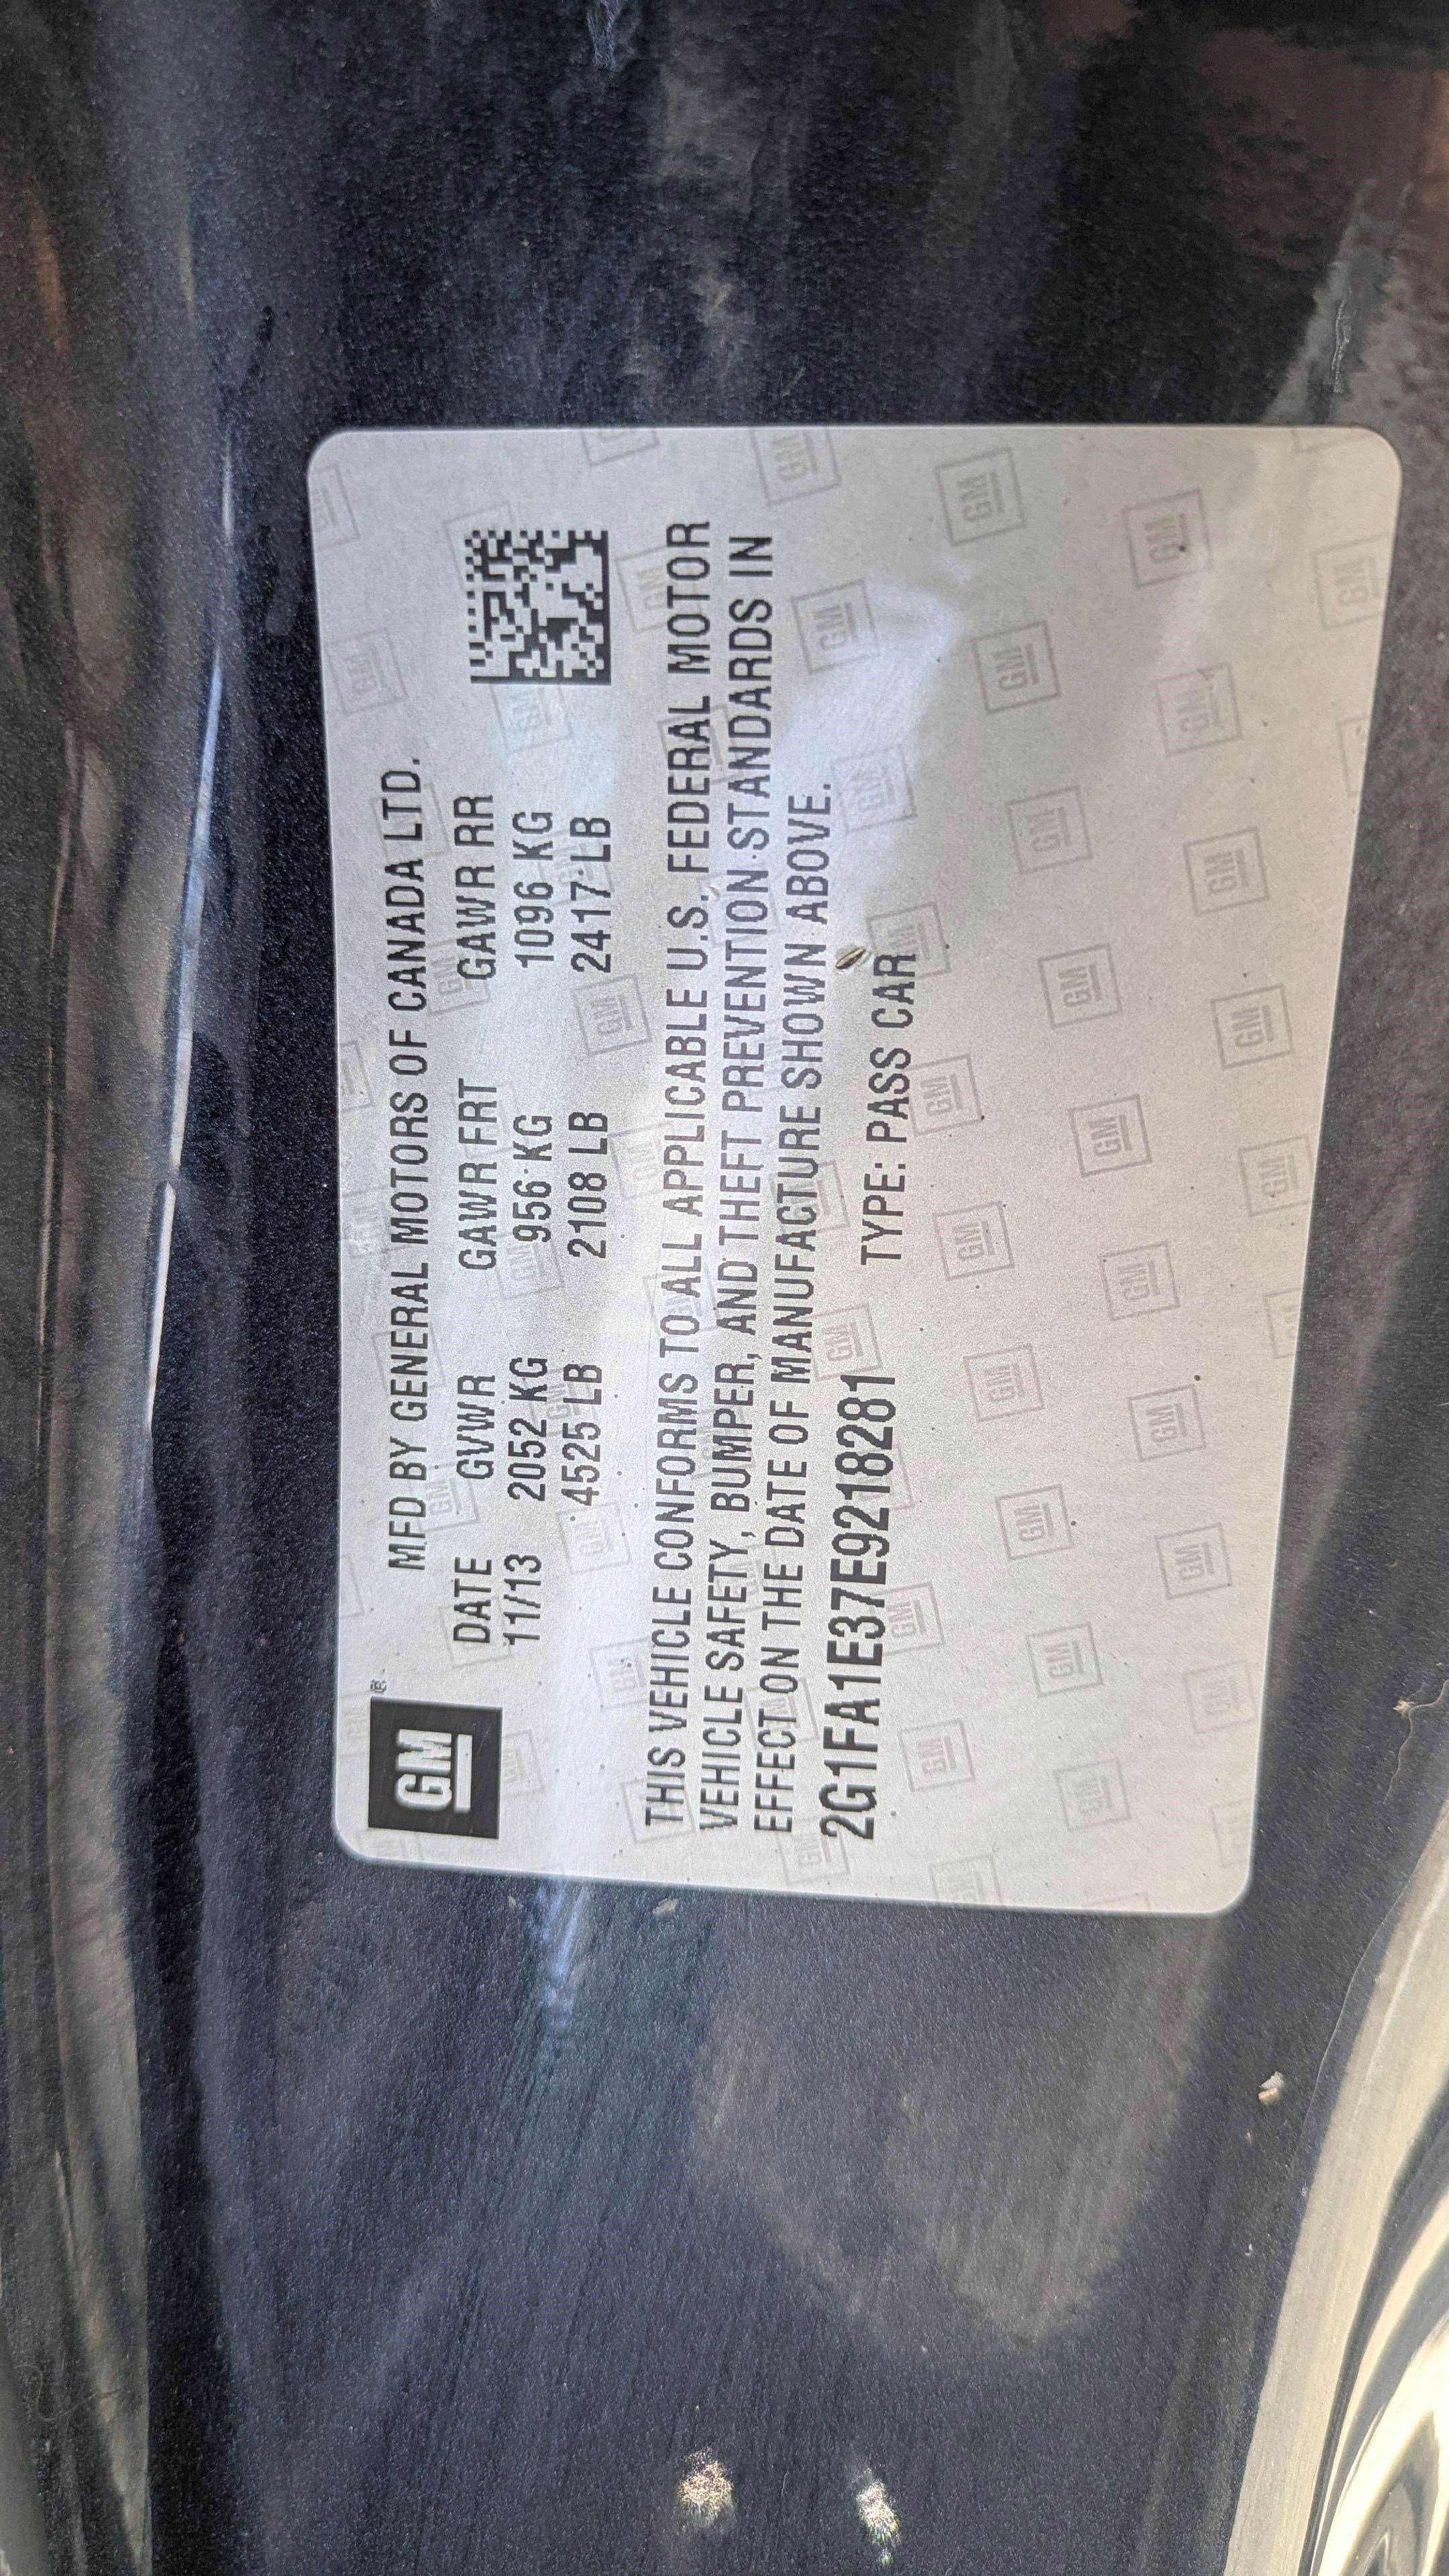 GM ®
MFD BY GENERAL MOTORS OF CANADA LTD.
DATE GVWR GAWR FRT GAWR RR
11/13 2052 KG 956 KG 1096 KG
4525 LB 2108 LB 2417 LB
THIS VEHICLE CONFORMS TO ALL APPLICABLE U.S. FEDERAL MOTOR
VEHICLE SAFETY, BUMPER, AND THEFT PREVENTION STANDARDS IN
EFFECT ON THE DATE OF MANUFACTURE SHOWN ABOVE.
2G1FA1E37E9218281 TYPE: PASS CAR